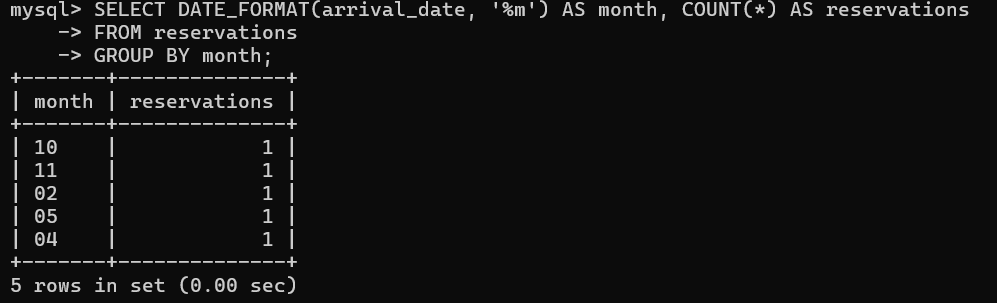 mysql> SELECT DATE_FORMAT(arrival_date, '%m') AS month, COUNT(*) AS reservations
    -> FROM reservations
    -> GROUP BY month;
+-------+--------------+
| month | reservations |
+-------+--------------+
| 10    |            1 |
| 11    |            1 |
| 02    |            1 |
| 05    |            1 |
| 04    |            1 |
+-------+--------------+
5 rows in set (0.00 sec)